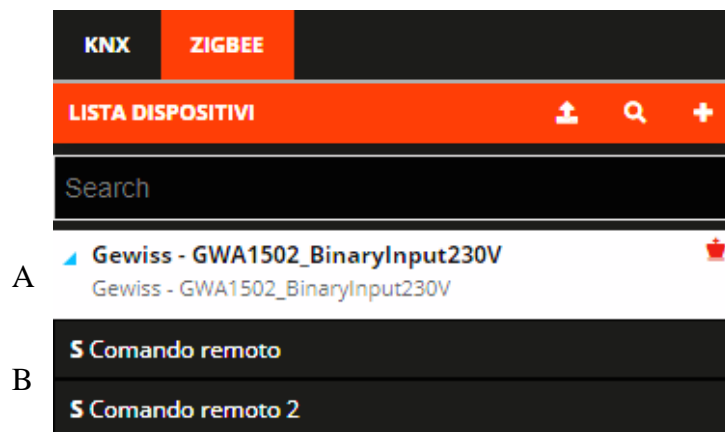 KNX ZIGBEE
LISTA DISPOSITIVI
Search
A Gewiss - GWA1502_BinaryInput230V
Gewiss - GWA1502_BinaryInput230V
S Comando remoto
B
S Comando remoto 2